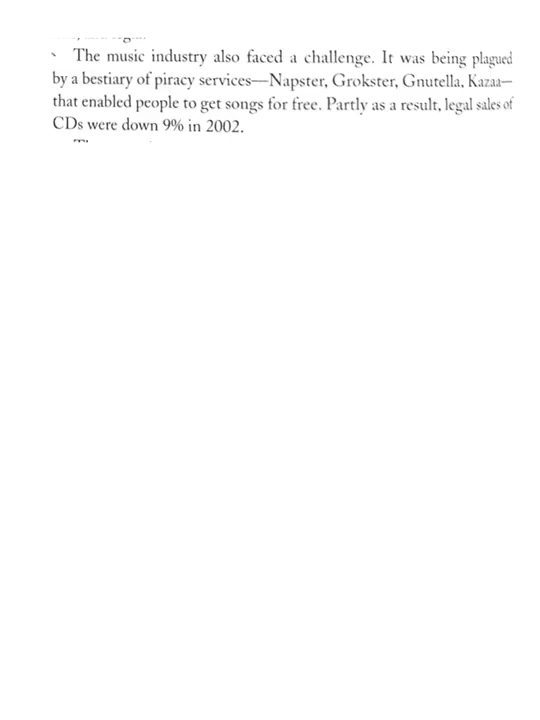 The music industry also faced a challenge. It was being plagued
by a bestiary of piracy services—Napster, Grokster, Gnutella, Kazaa—
that enabled people to get songs for free. Partly as a result, legal sales of
CDs were down 9% in 2002.